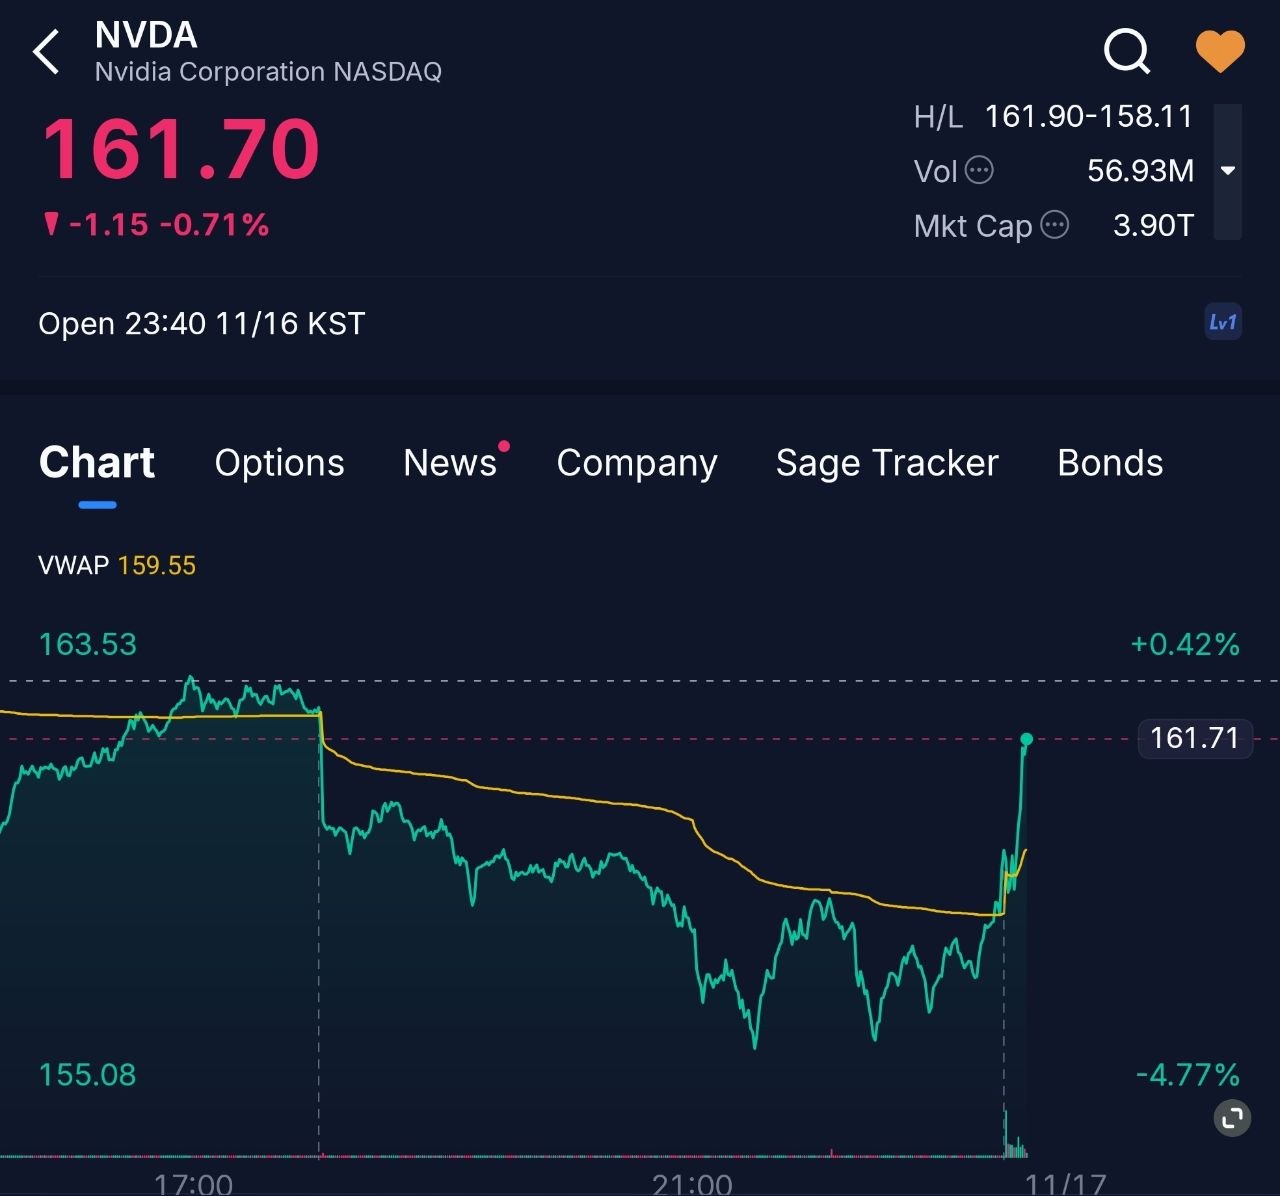 NVDA
Nvidia Corporation NASDAQ
161.70
-1.15 -0.71%
H/L 161.90-158.11
Vol 56.93M
Mkt Cap 3.90T
Open 23:40 11/16 KST
Lv1
Chart Options News Company Sage Tracker Bonds
VWAP 159.55
163.53 +0.42%
161.71
155.08 -4.77%
17:00 21:00 11/17